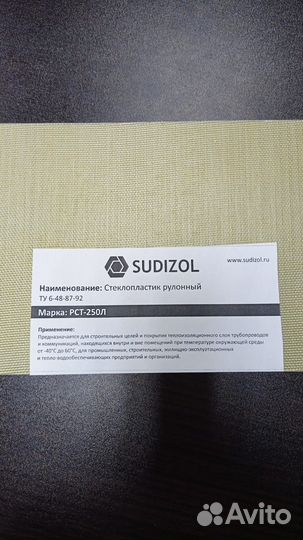 SUDIZOL
www.sudizol.ru
Наименование: Стеклопластик рулонный
ТУ 6-48-87-92
Марка: РСТ-250Л
Применение:
Предназначается для строительных целей и покрытия теплоизоляционного слоя трубопроводов
и коммуникаций, находящихся внутри и вне помещений при температуре окружающей среды
от -40°С до 60°С, для промышленных, строительных, жилищно-эксплуатационных
и тепло-водообеспечивающих предприятий и организаций.
Avito